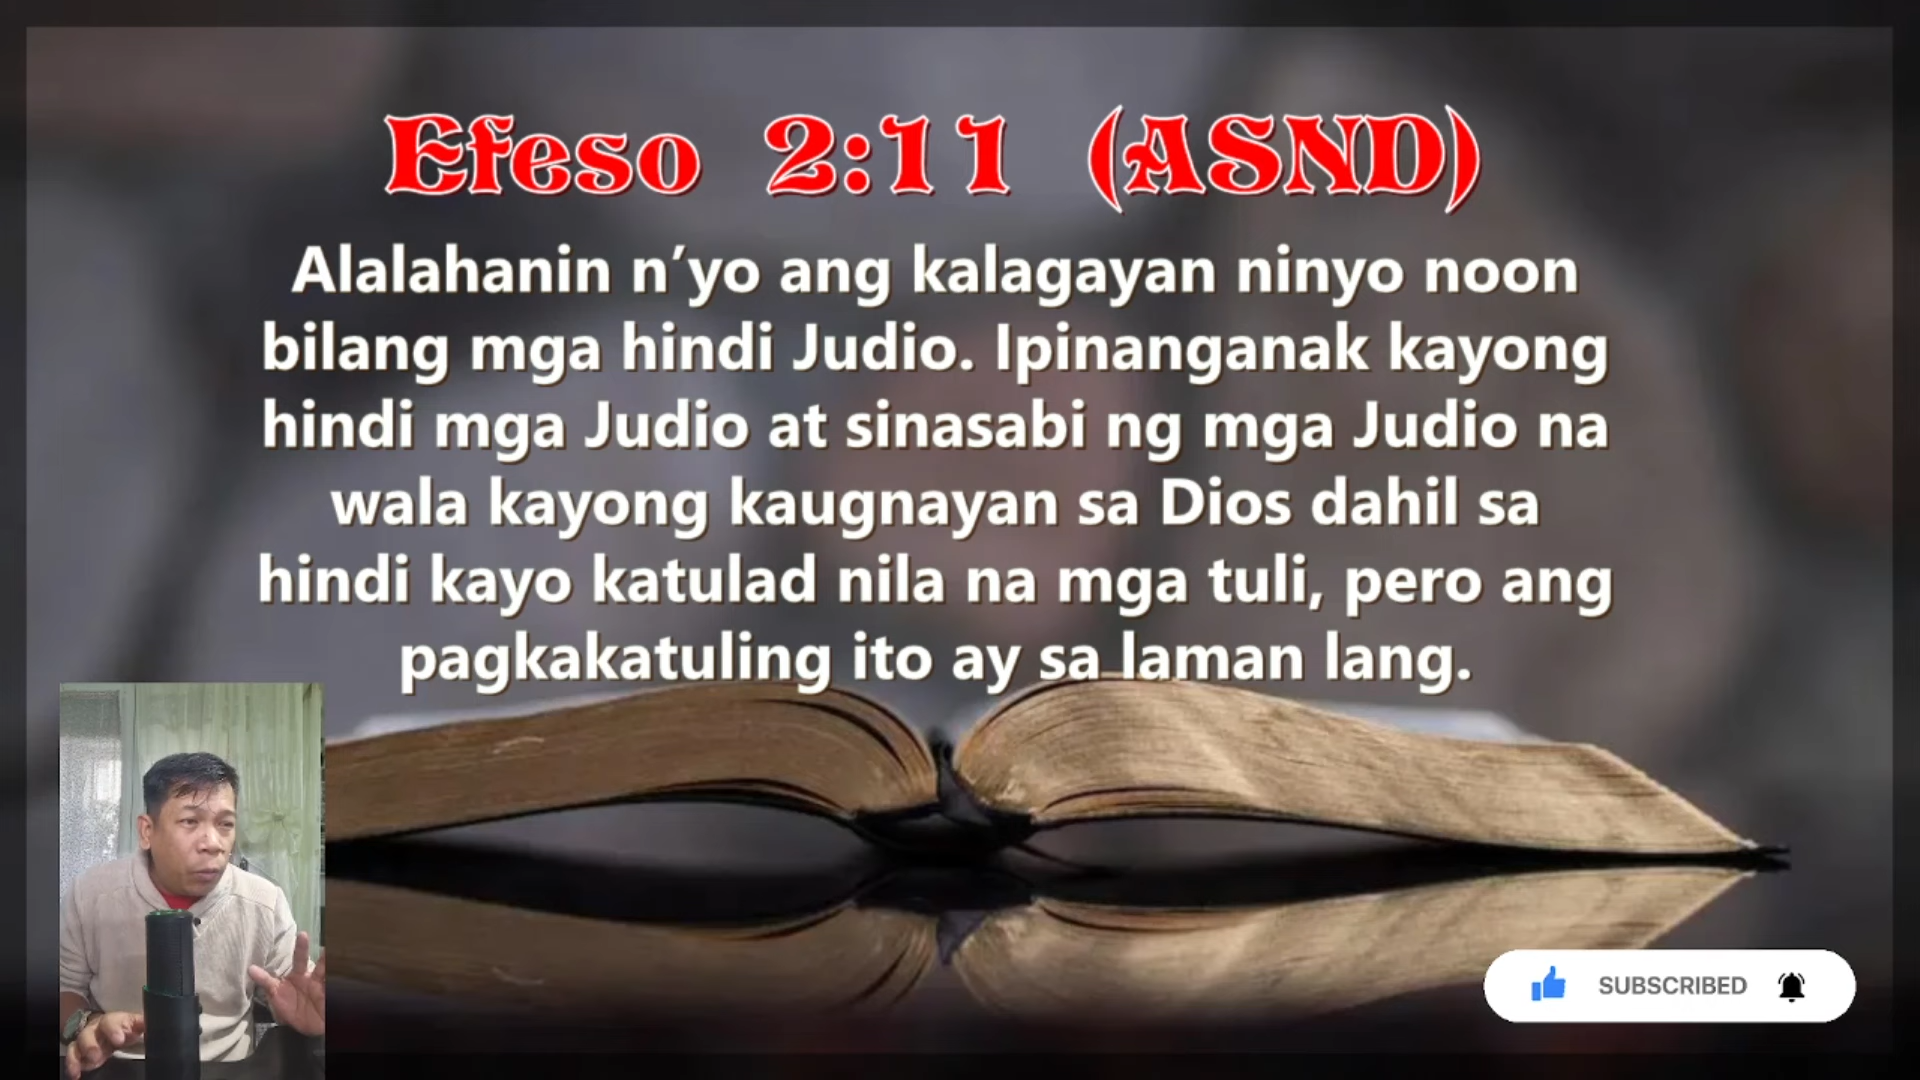 Efeso 2:11 (ASND)
Alalahanin n’yo ang kalagayan ninyo noon
bilang mga hindi Judio. Ipinanganak kayong
hindi mga Judio at sinasabi ng mga Judio na
wala kayong kaugnayan sa Dios dahil sa
hindi kayo katulad nila na mga tuli, pero ang
pagkakatuling ito ay sa laman lang.
SUBSCRIBED